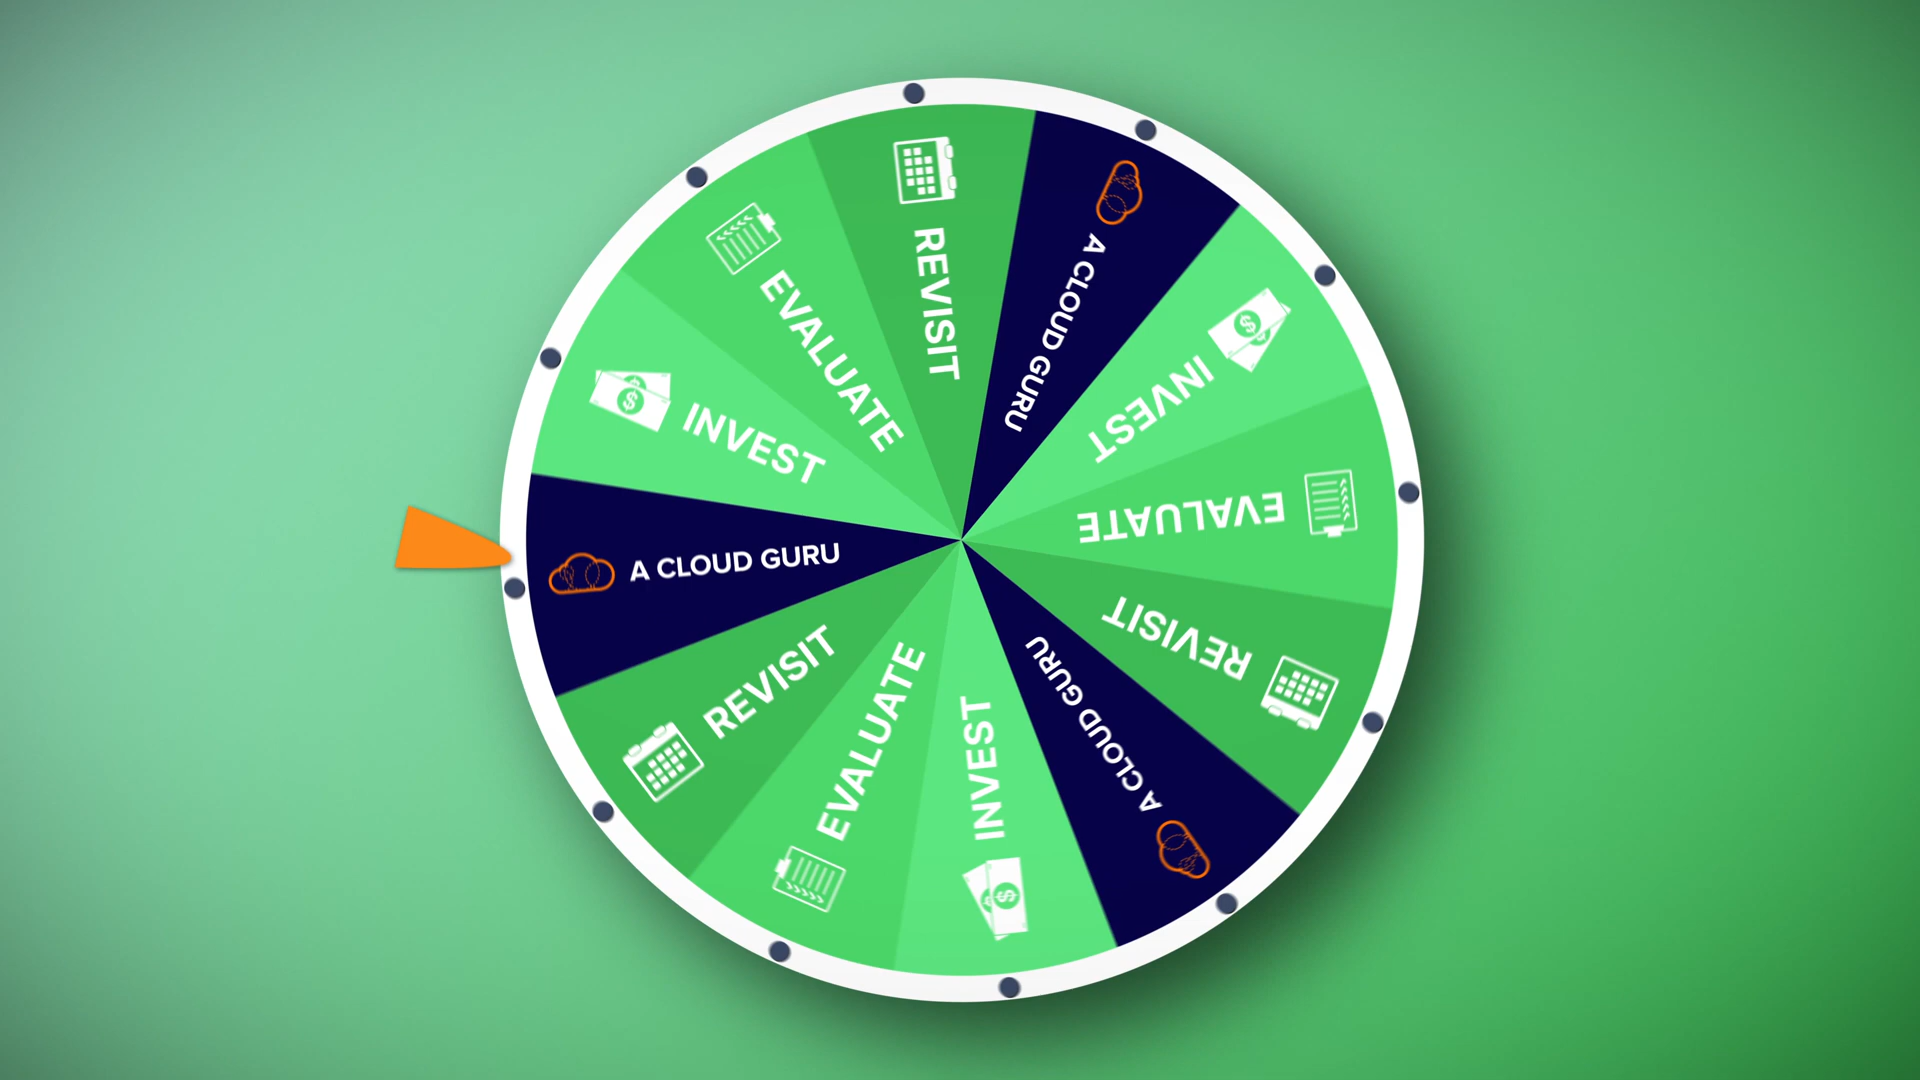 REVISIT
A CLOUD GURU
INVEST
EVALUATE
REVISIT
A CLOUD GURU
INVEST
EVALUATE
REVISIT
A CLOUD GURU
INVEST
EVALUATE